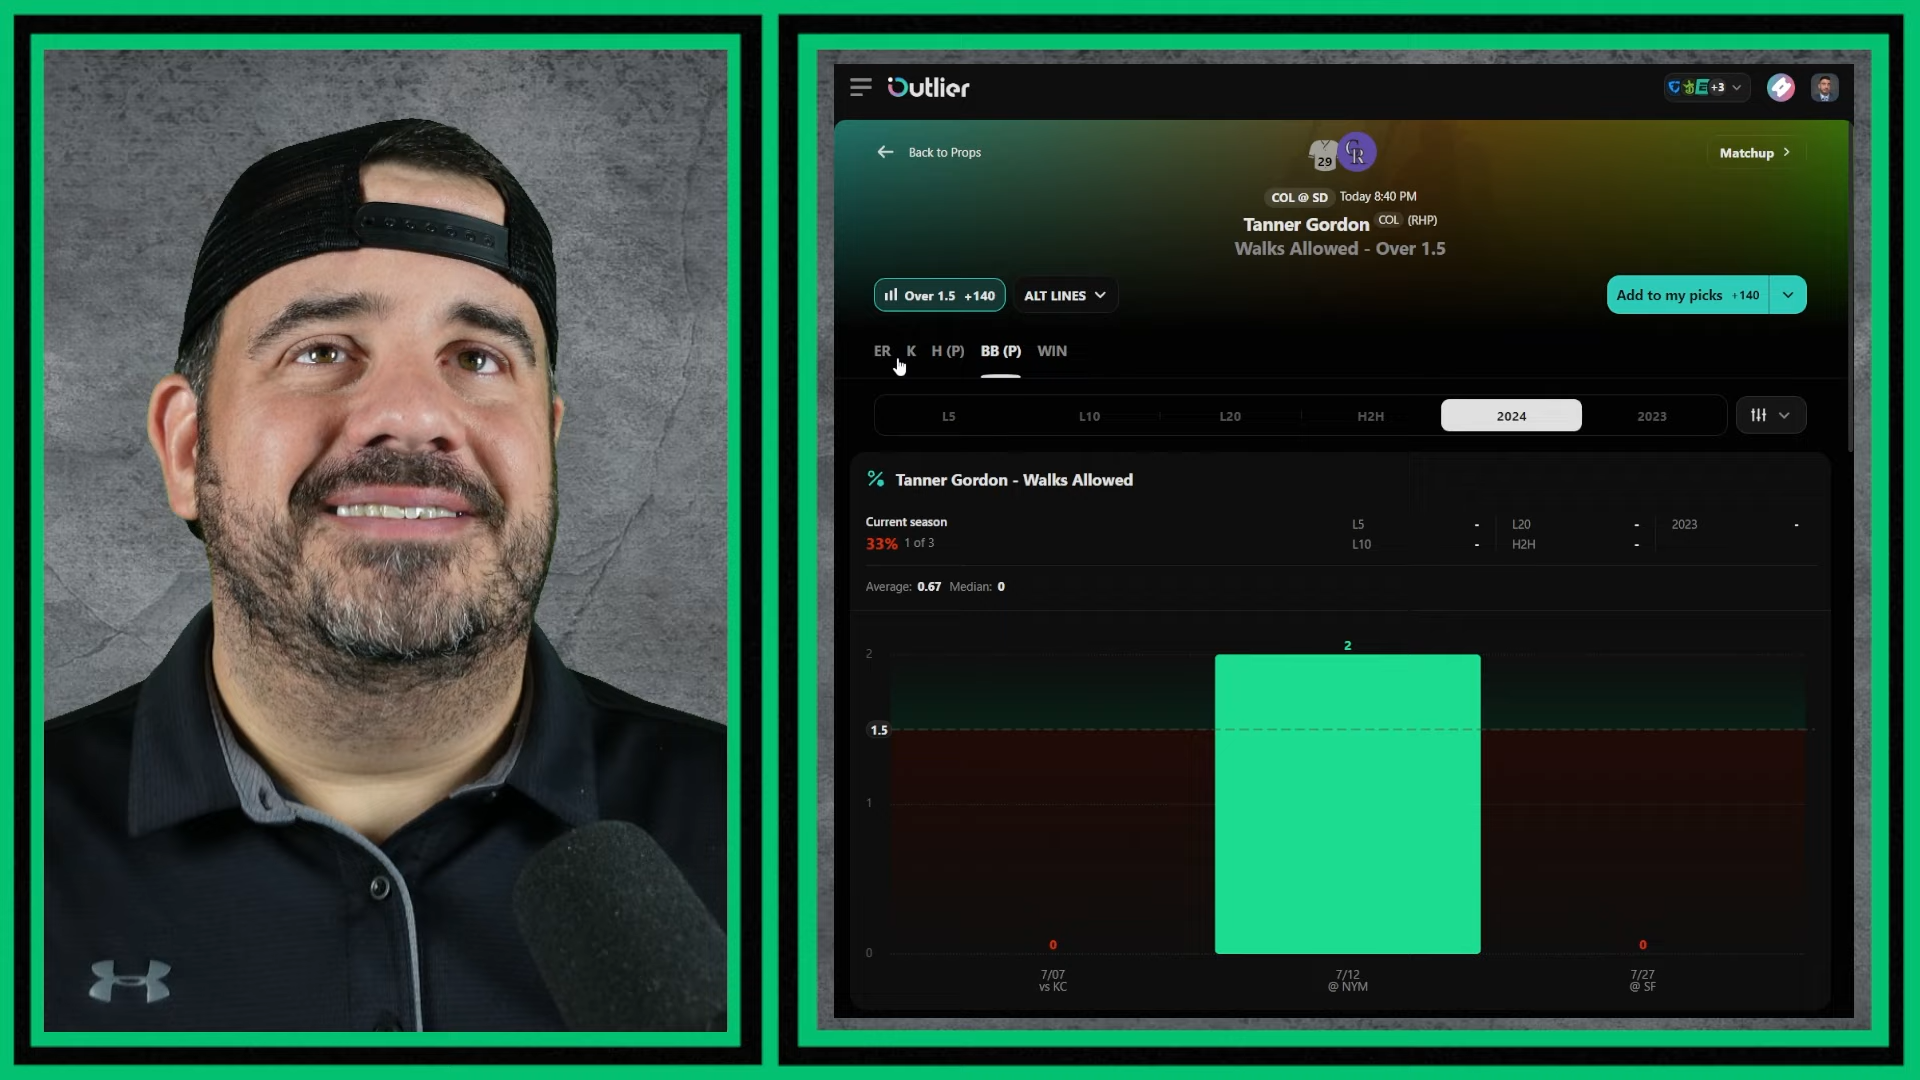 Outlier
+3
Back to Props
29
CR
Matchup
COL @ SD Today 8:40 PM
Tanner Gordon COL (RHP)
Walks Allowed - Over 1.5
Over 1.5 +140
ALT LINES
Add to my picks +140
ER K H (P) BB (P) WIN
L5 L10 L20 H2H 2024 2023
Tanner Gordon - Walks Allowed
Current season
33% 1 of 3
L5 - L20 - 2023 -
L10 - H2H -
Average: 0.67 Median: 0
2
2
1.5
1
0
0
0
7/07 7/12 7/27
vs KC @ NYM @ SF